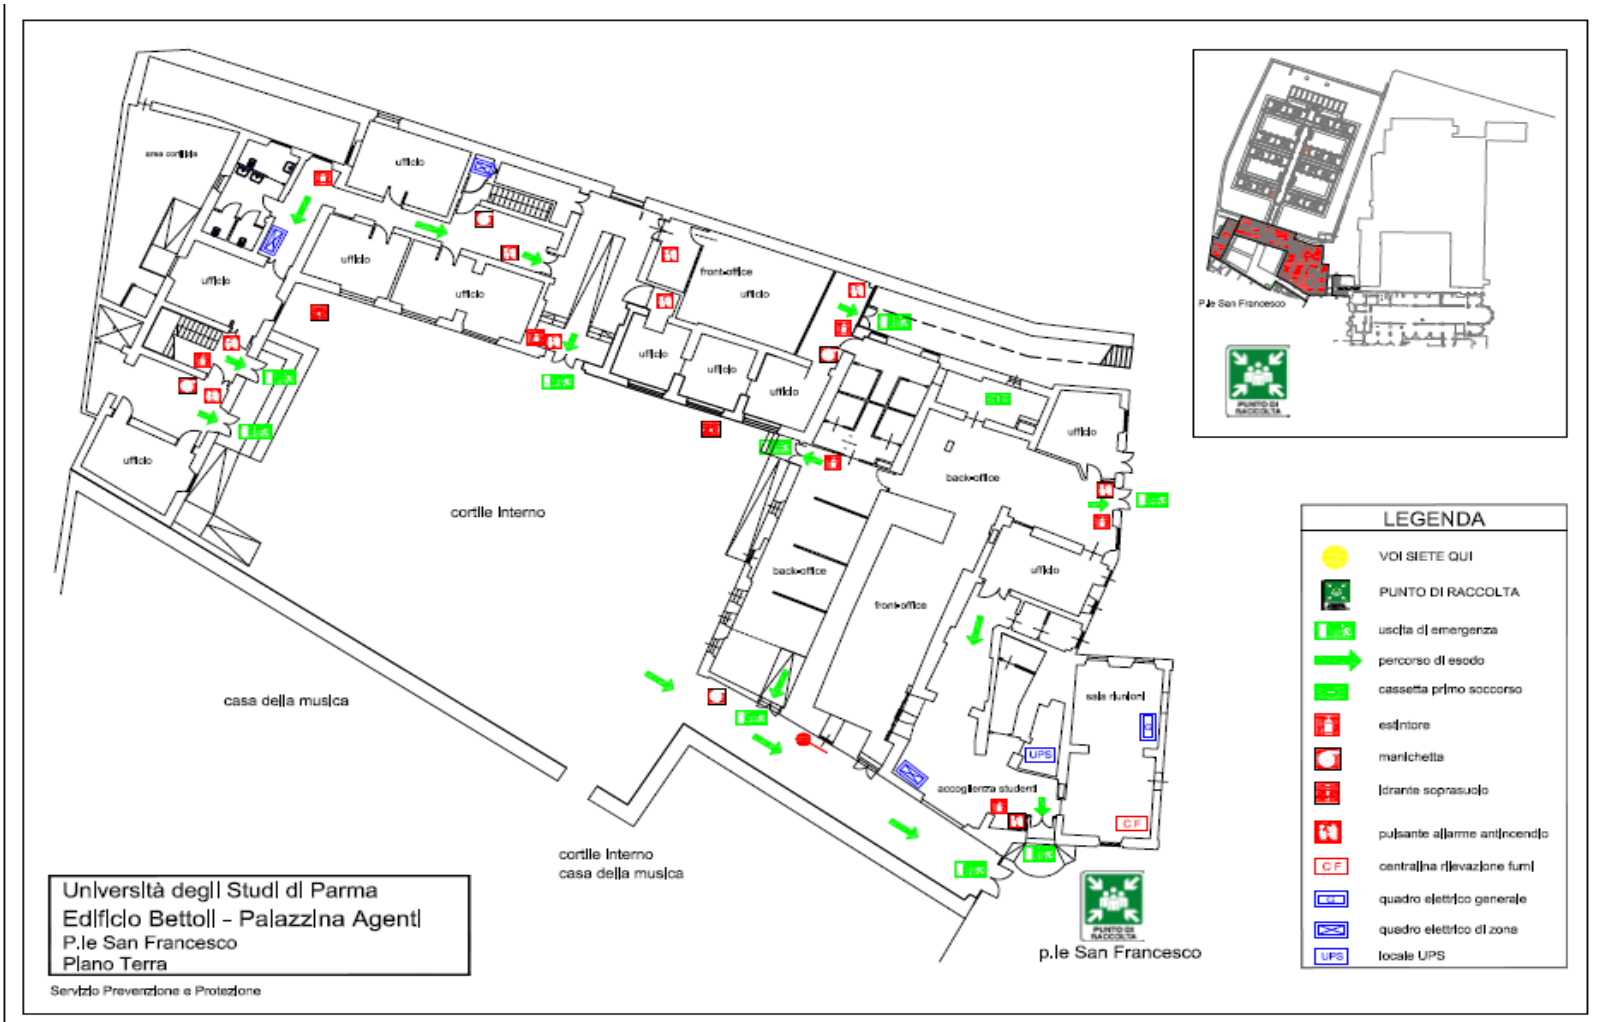 area cortiliva
ufficio
ufficio
ufficio
ufficio
ufficio
front-office
ufficio
ufficio
ufficio
ufficio
ufficio
back-office
cortile interno
back-office
ufficio
front-office
casa della musica
sala riunioni
G
UPS
accoglienza studenti
C F
cortile interno
casa della musica
PUNTO DI
RACCOLTA
p.le San Francesco
Università degli Studi di Parma
Edificio Bettoli - Palazzina Agenti
P.le San Francesco
Piano Terra
Servizio Prevenzione e Protezione
P.le San Francesco
PUNTO DI
RACCOLTA
LEGENDA
VOI SIETE QUI
PUNTO DI RACCOLTA
uscita di emergenza
percorso di esodo
cassetta primo soccorso
estintore
manichetta
idrante soprasuolo
pulsante allarme antincendio
C F centralina rilevazione fumi
G quadro elettrico generale
quadro elettrico di zona
UPS locale UPS